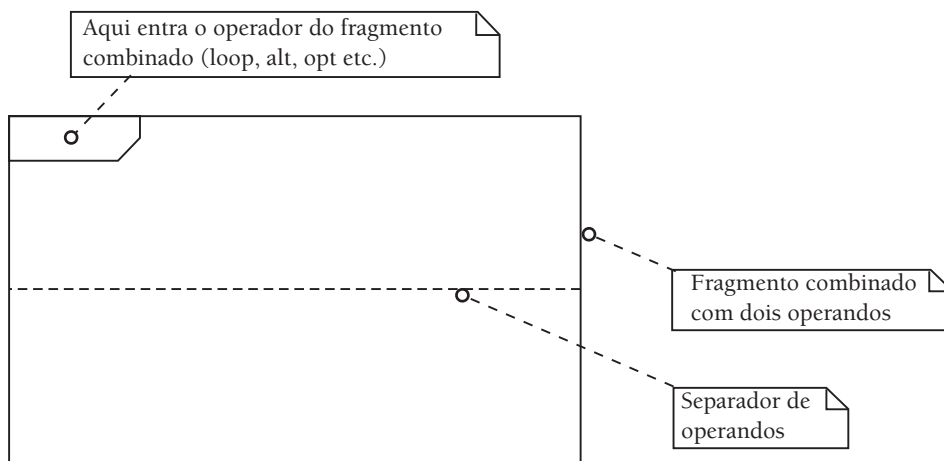 Aqui entra o operador do fragmento
combinado (loop, alt, opt etc.)
Fragmento combinado
com dois operandos
Separador de
operandos